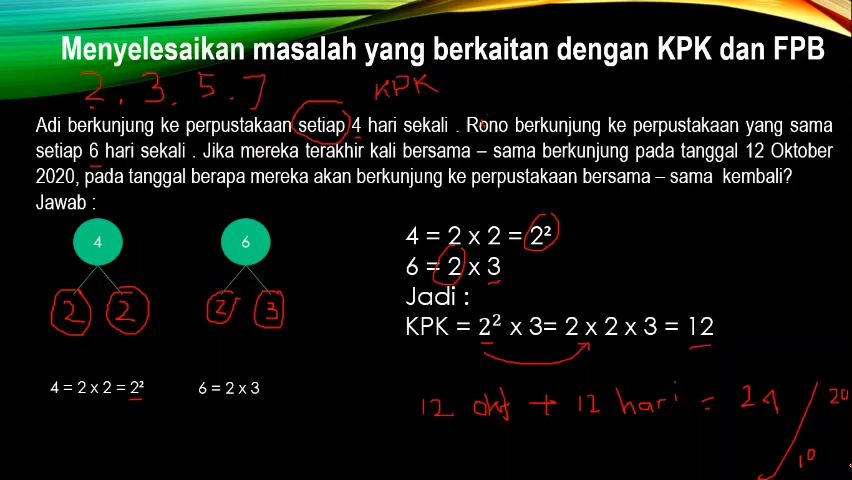 Menyelesaikan masalah yang berkaitan dengan KPK dan FPB
2. 3. 5. 7
KPK
Adi berkunjung ke perpustakaan setiap 4 hari sekali . Rono berkunjung ke perpustakaan yang sama
setiap 6 hari sekali . Jika mereka terakhir kali bersama – sama berkunjung pada tanggal 12 Oktober
2020, pada tanggal berapa mereka akan berkunjung ke perpustakaan bersama – sama kembali?
Jawab :
4
6
2 2
2 3
4 = 2 x 2 = 2²
6 = 2 x 3
4 = 2 x 2 = 2²
6 = 2 x 3
Jadi :
KPK = 2² x 3= 2 x 2 x 3 = 12
12 okt + 12 hari = 24 / 20
10